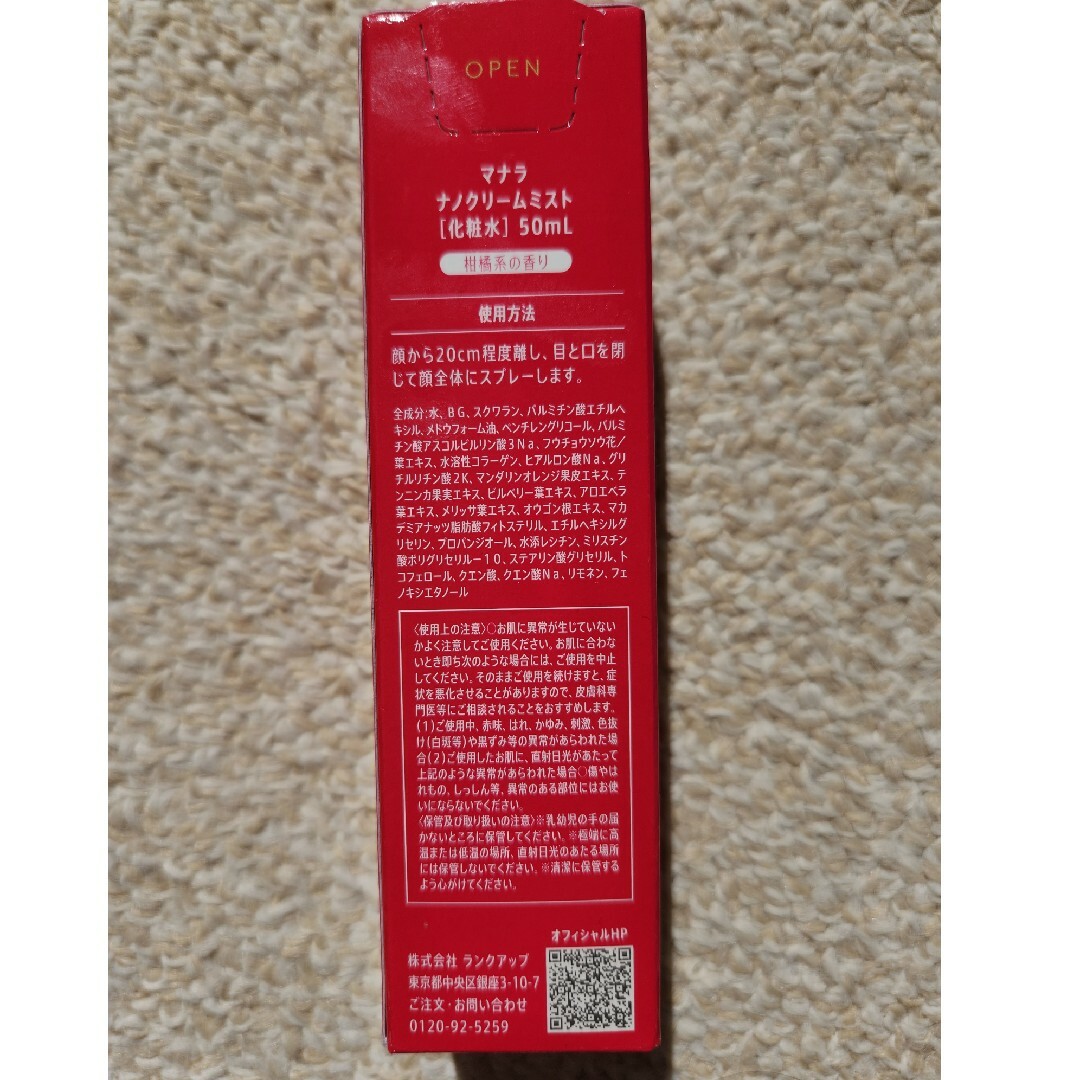 OPEN
マナラ
ナノクリームミスト
[化粧水] 50mL
柑橘系の香り
使用方法
顔から20cm程度離し、目と口を閉
じて顔全体にスプレーします。
全成分:水、BG、スクワラン、パルミチン酸エチルヘ
キシル、メドウフォーム油、ペンチレングリコール、パルミ
チン酸アスコルビルリン酸3Na、フウチョウソウ花/
葉エキス、水溶性コラーゲン、ヒアルロン酸Na、グリ
チルリチン酸2K、マンダリンオレンジ果皮エキス、テ
ンニンカ果実エキス、ビルベリー葉エキス、アロエベラ
葉エキス、メリッサ葉エキス、オウゴン根エキス、マカ
デミアナッツ脂肪酸フィトステリル、エチルヘキシルグ
リセリン、プロパンジオール、水添レシチン、ミリスチン
酸ポリグリセリルー10、ステアリン酸グリセリル、ト
コフェロール、クエン酸、クエン酸Na、リモネン、フェ
ノキシエタノール
〈使用上の注意〉○お肌に異常が生じていない
かよく注意してご使用ください。お肌に合わな
いとき即ち次のような場合には、ご使用を中止
してください。そのままご使用を続けますと、症
状を悪化させることがありますので、皮膚科専
門医等にご相談されることをおすすめします。
(1)ご使用中、赤味、はれ、かゆみ、刺激、色抜
け(白斑等)や黒ずみ等の異常があらわれた場
合(2)ご使用したお肌に、直射日光があたって
上記のような異常があらわれた場合○傷やは
れもの、しっしん等、異常のある部位にはお使
いにならないでください。
〈保管及び取り扱いの注意〉※乳幼児の手の届
かないところに保管してください。※極端に高
温または低温の場所、直射日光のあたる場所
には保管しないでください。※清潔に保管する
よう心がけてください。
オフィシャルHP
株式会社 ランクアップ
東京都中央区銀座3-10-7
ご注文・お問い合わせ
0120-92-5259